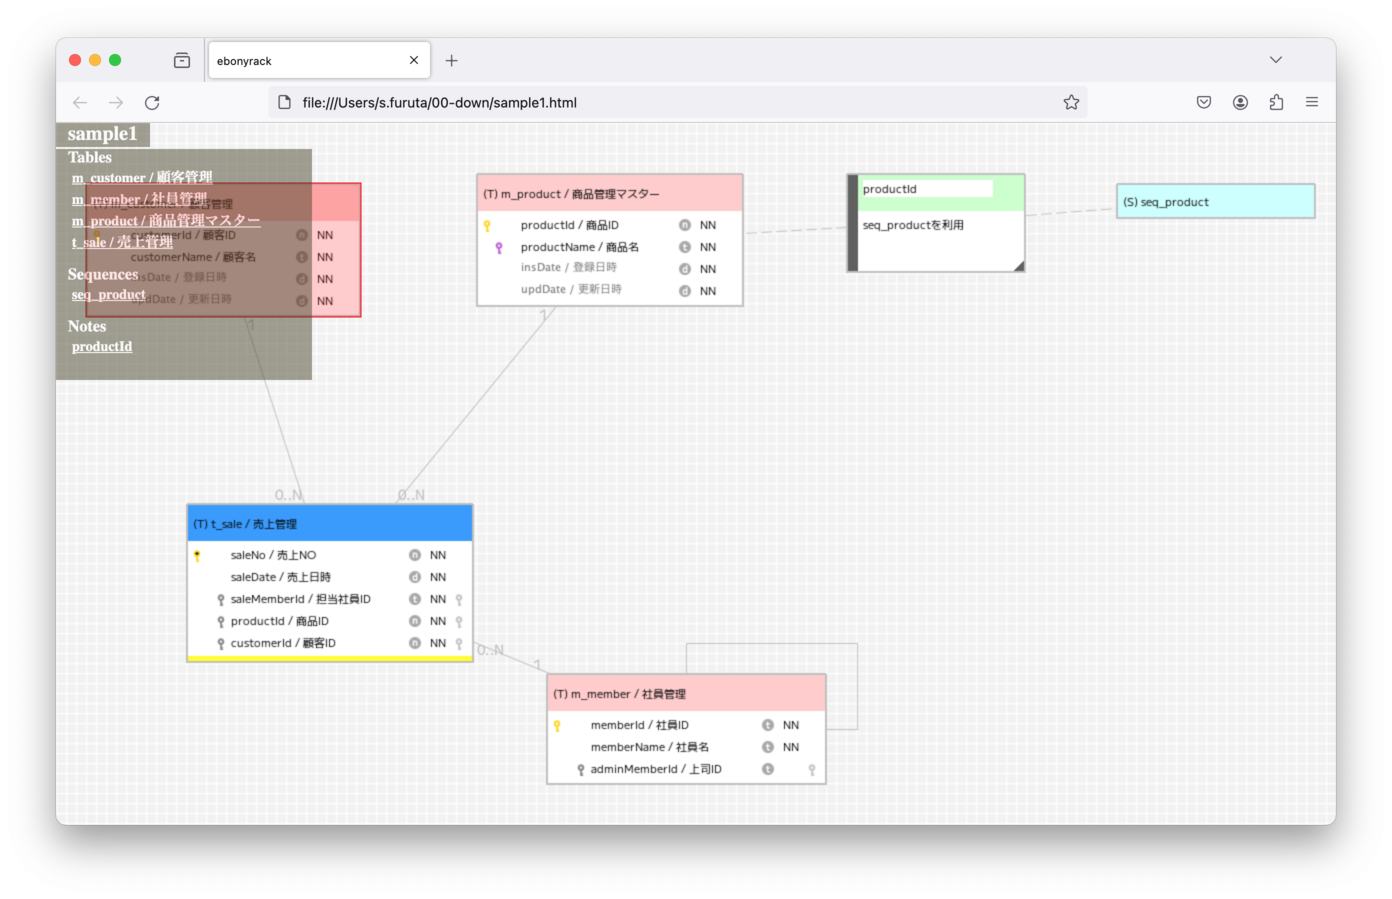 ebonyrack
file:///Users/s.furuta/00-down/sample1.html
sample1
Tables
m_customer / 顧客管理
m_member / 社員管理
m_product / 商品管理マスター
t_sale / 売上管理
Sequences
seq_product
Notes
productId
(T) m_customer / 顧客管理
customerId / 顧客ID n NN
customerName / 顧客名 t NN
insDate / 登録日時 d NN
updDate / 更新日時 d NN
(T) m_product / 商品管理マスター
productId / 商品ID n NN
productName / 商品名 t NN
insDate / 登録日時 d NN
updDate / 更新日時 d NN
productId
seq_productを利用
(S) seq_product
1
1
0..N
0..N
(T) t_sale / 売上管理
saleNo / 売上NO n NN
saleDate / 売上日時 d NN
saleMemberId / 担当社員ID t NN
productId / 商品ID n NN
customerId / 顧客ID n NN
0..N
1
(T) m_member / 社員管理
memberId / 社員ID t NN
memberName / 社員名 t NN
adminMemberId / 上司ID t